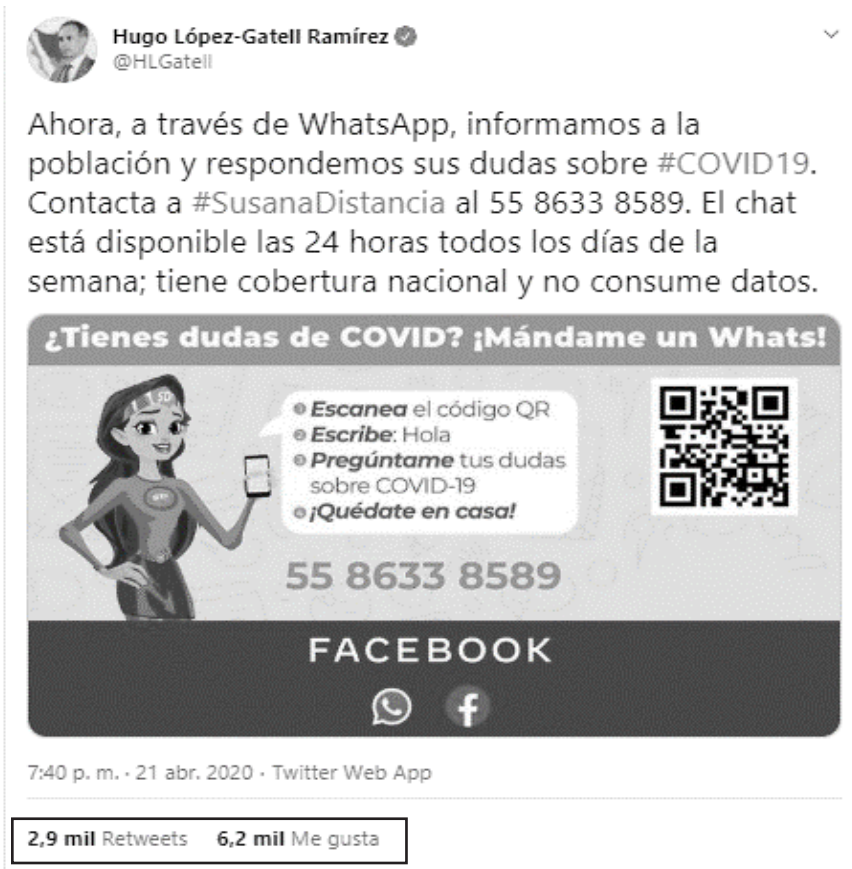 Hugo López-Gatell Ramírez
@HLGatell
Ahora, a través de WhatsApp, informamos a la
población y respondemos sus dudas sobre #COVID19.
Contacta a #SusanaDistancia al 55 8633 8589. El chat
está disponible las 24 horas todos los días de la
semana; tiene cobertura nacional y no consume datos.
¿Tienes dudas de COVID? ¡Mándame un Whats!
SD
Escanea el código QR
Escribe: Hola
Pregúntame tus dudas
sobre COVID-19
¡Quédate en casa!
55 8633 8589
FACEBOOK
7:40 p. m. · 21 abr. 2020 · Twitter Web App
2,9 mil Retweets 6,2 mil Me gusta